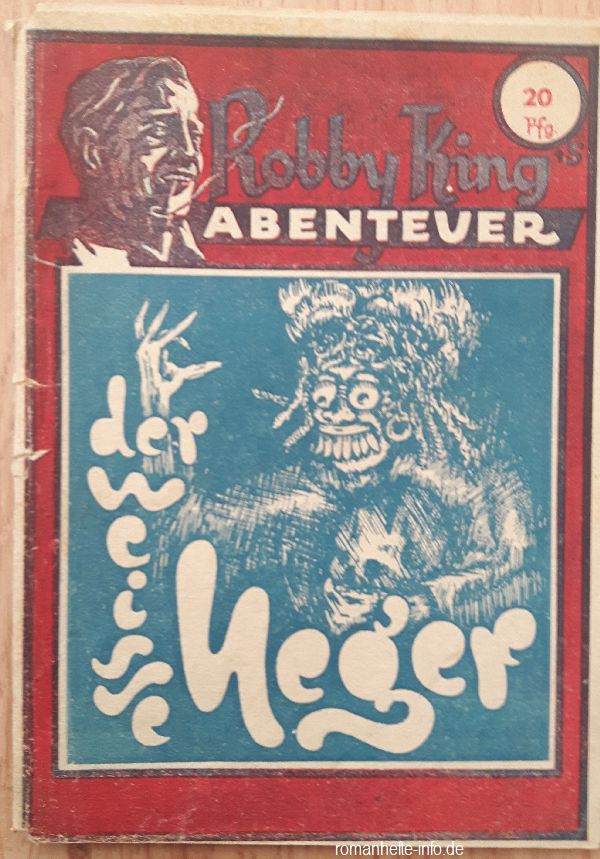 20
Pfg.
Robby King's
ABENTEUER
der
weisse
Neger
romanhefte-info.de